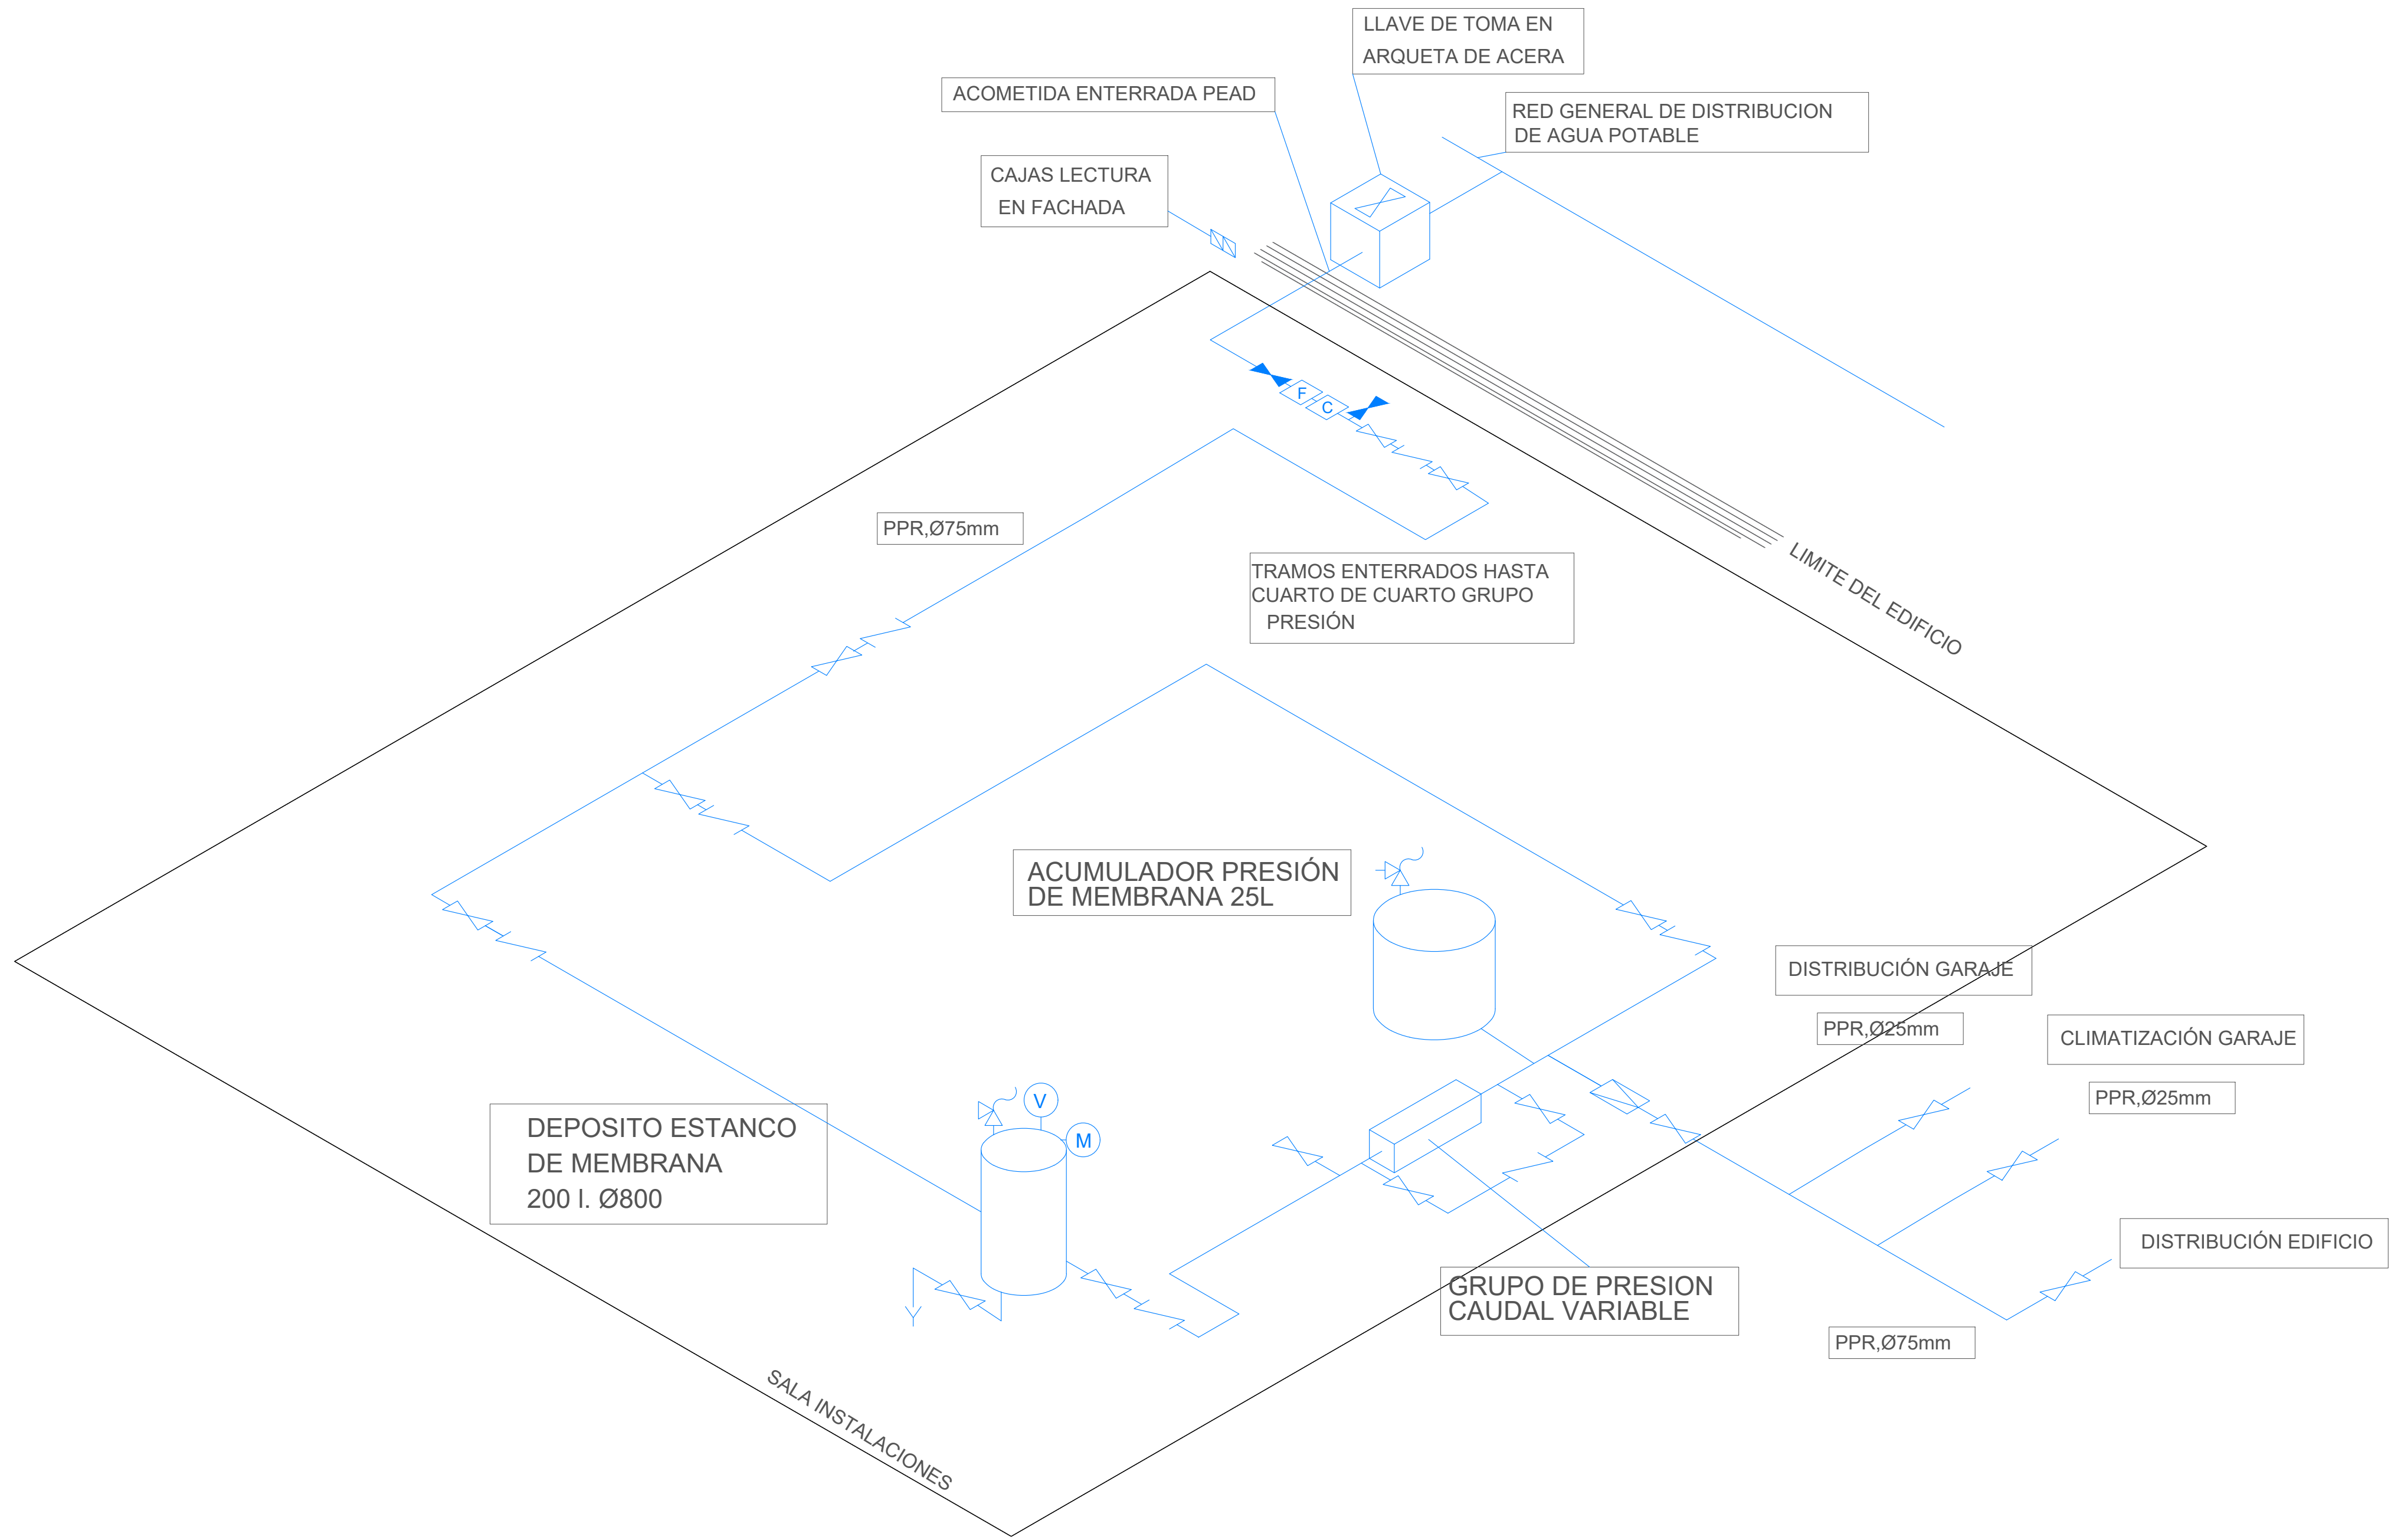 LLAVE DE TOMA EN
ARQUETA DE ACERA
ACOMETIDA ENTERRADA PEAD
RED GENERAL DE DISTRIBUCION
DE AGUA POTABLE
CAJAS LECTURA
EN FACHADA
F
C
PPR,Ø75mm
TRAMOS ENTERRADOS HASTA
CUARTO DE CUARTO GRUPO
PRESIÓN
LIMITE DEL EDIFICIO
ACUMULADOR PRESIÓN
DE MEMBRANA 25L
DISTRIBUCIÓN GARAJE
PPR,Ø25mm
CLIMATIZACIÓN GARAJE
PPR,Ø25mm
V
M
DEPOSITO ESTANCO
DE MEMBRANA
200 l. Ø800
DISTRIBUCIÓN EDIFICIO
GRUPO DE PRESION
CAUDAL VARIABLE
PPR,Ø75mm
SALA INSTALACIONES